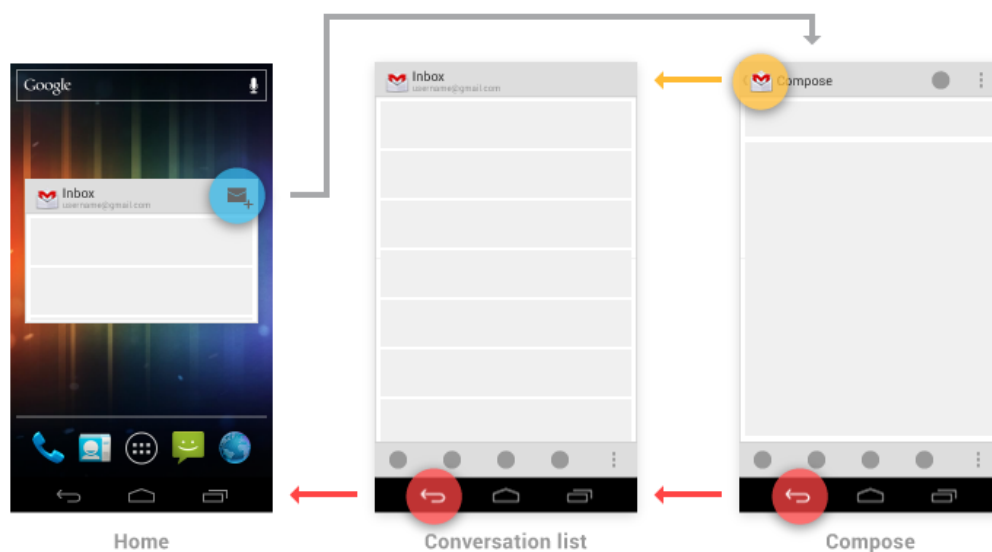 Google
Inbox
username@gmail.com
Inbox
username@gmail.com
Compose
Home
Conversation list
Compose